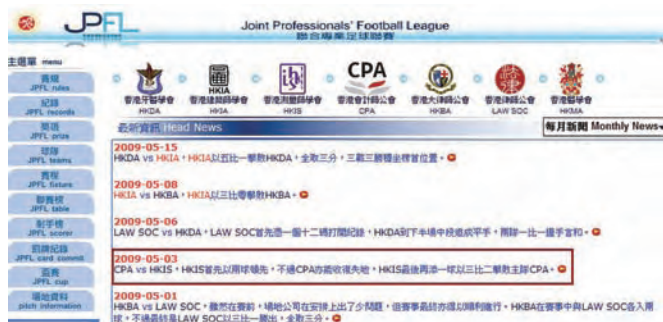 JPFL
Joint Professionals' Football League
聯合專業足球聯賽
主選單 menu
JPFL rules
紀錄
JPFL records
獎項
JPFL prize
球隊
JPFL teams
賽程
JPFL fixture
聯賽榜
JPFL table
射手榜
JPFL scorer
罰牌紀錄
JPFL card commit
盃賽
JPFL cup
場地資料
pitch information
HKIA
CPA
香港牙醫學會
HKDA
香港建築師學會
HKIA
香港測量師學會
HKIS
香港會計師公會
CPA
香港大律師公會
HKBA
香港律師公會
LAW SOC
香港醫學會
HKMA
最新資訊 Head News
每月新聞 Monthly News
2009-05-15
HKDA vs HKIA，HKIA以五比一擊敗HKDA，全取三分，三戰三勝穩坐榜首位置。
2009-05-08
HKIA vs HKBA，HKIA以三比零擊敗HKBA。
2009-05-06
LAW SOC vs HKDA，LAW SOC首先憑一個十二碼打開紀錄，HKDA到下半場中段造成平手，兩隊一比一握手言和。
2009-05-03
CPA vs HKIS，HKIS首先以兩球領先，不過CPA亦能收復失地，HKIS最後再添一球以三比二擊敗主隊CPA。
2009-05-01
HKBA vs LAW SOC，雖然在賽前，場地公司在安排上出了少問題，但賽事最終亦得以順利進行。HKBA在賽事中與LAW SOC各入兩
球，不過最終是LAW SOC以三比一勝出，全取三分。